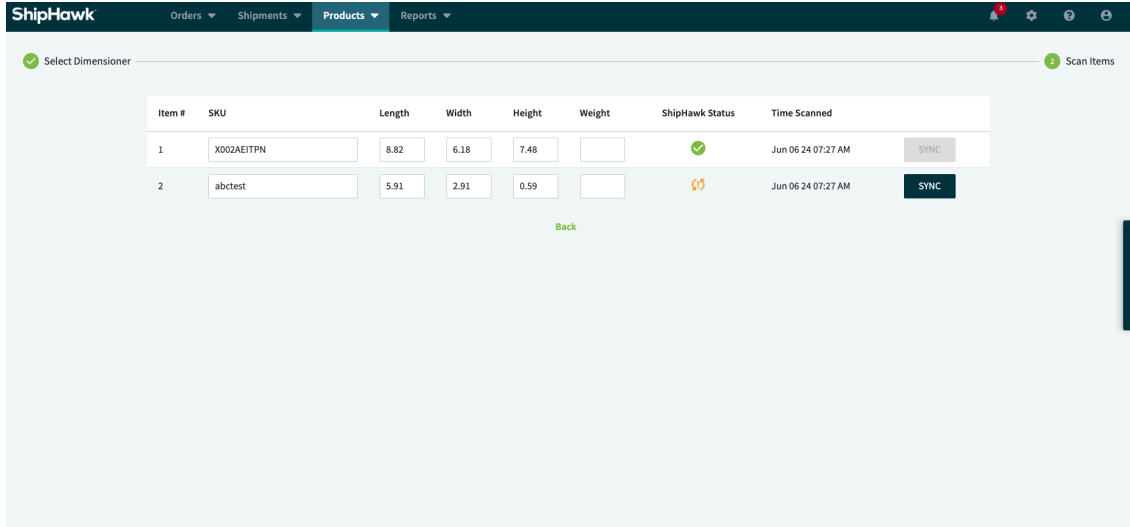 ShipHawk Orders Shipments Products Reports 3
Select Dimensioner 2 Scan Items
Item # SKU Length Width Height Weight ShipHawk Status Time Scanned
1 X002AEITPN 8.82 6.18 7.48 Jun 06 24 07:27 AM SYNC
2 abctest 5.91 2.91 0.59 Jun 06 24 07:27 AM SYNC
Back